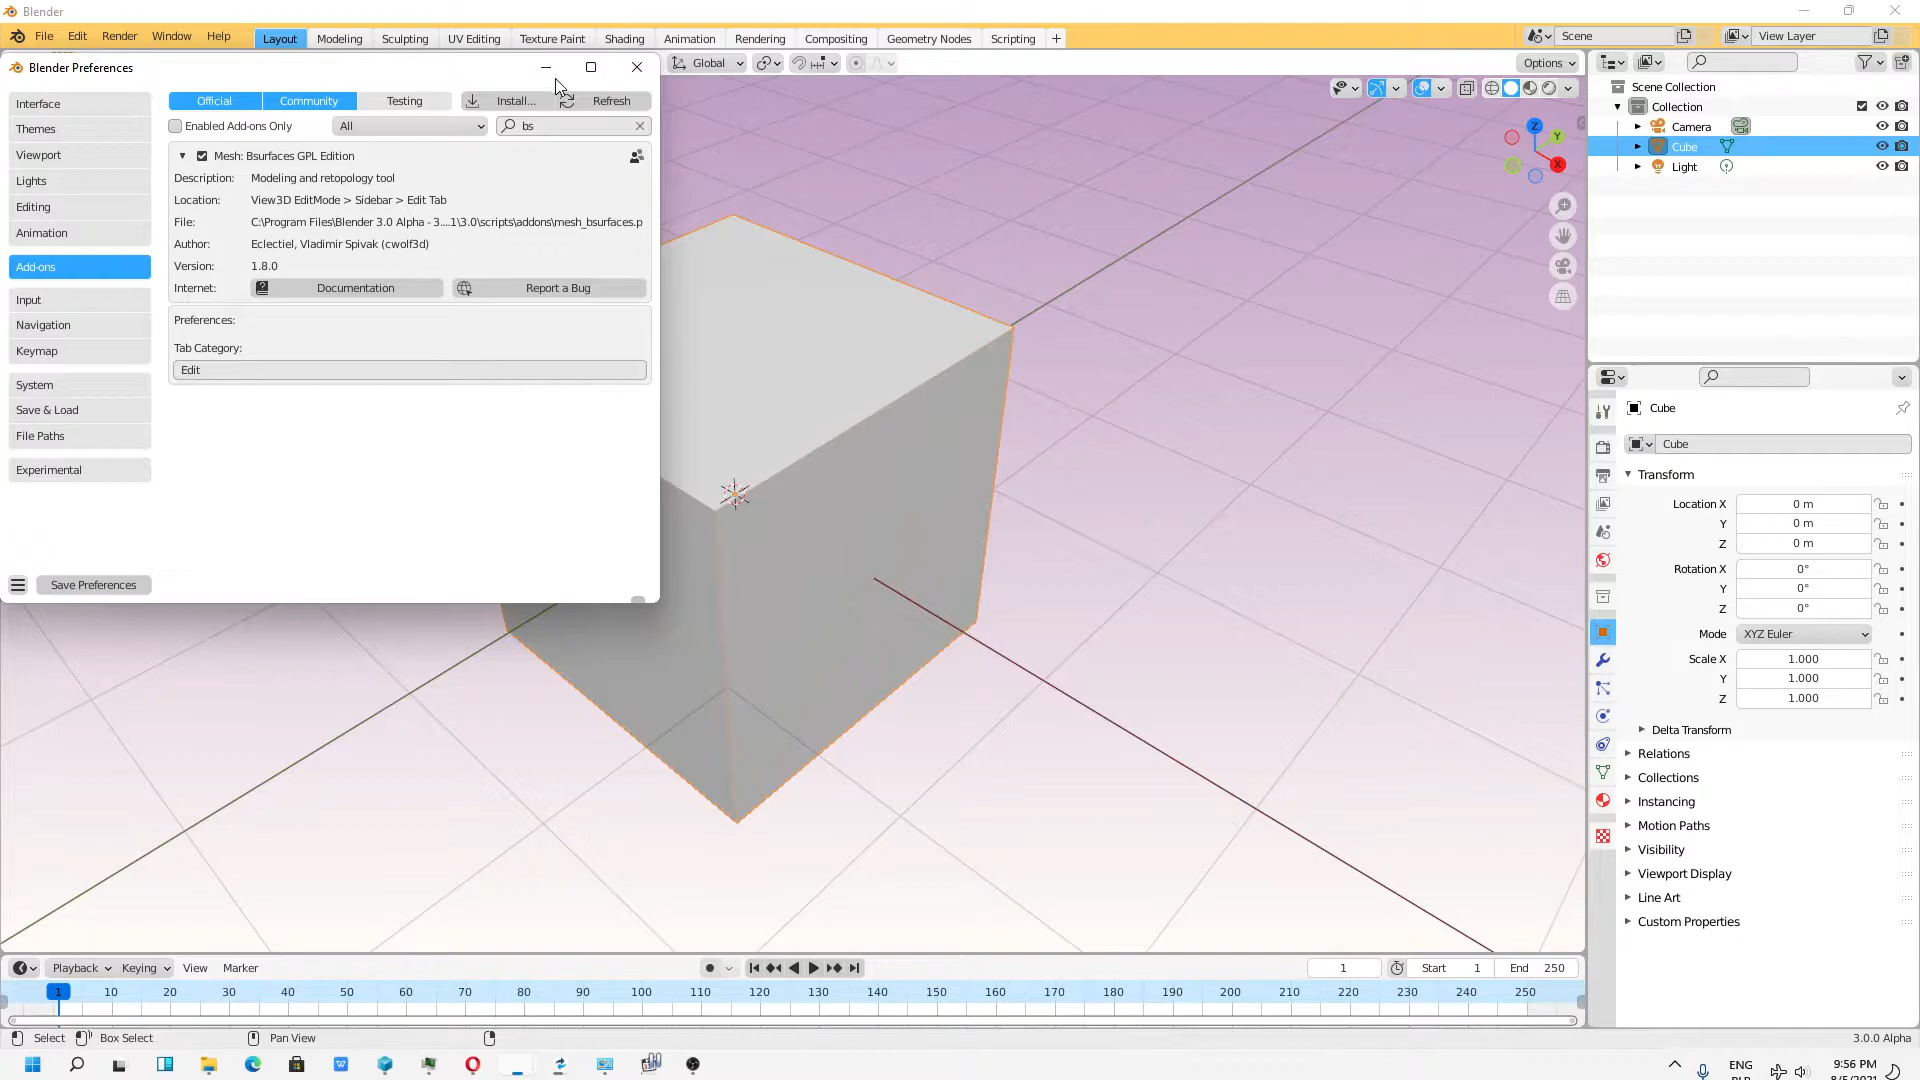 Blender
File Edit Render Window Help Layout Modeling Sculpting UV Editing Texture Paint Shading Animation Rendering Compositing Geometry Nodes Scripting + Scene View Layer
Blender Preferences
Global
Options
Interface
Themes
Viewport
Lights
Editing
Animation
Add-ons
Input
Navigation
Keymap
System
Save & Load
File Paths
Experimental
Save Preferences
Official Community Testing Install... Refresh
Enabled Add-ons Only All bs
Mesh: Bsurfaces GPL Edition
Description: Modeling and retopology tool
Location: View3D EditMode > Sidebar > Edit Tab
File: C:\Program Files\Blender 3.0 Alpha - 3....1\3.0\scripts\addons\mesh_bsurfaces.p
Author: Eclectiel, Vladimir Spivak (cwolf3d)
Version: 1.8.0
Internet: Documentation Report a Bug
Preferences:
Tab Category:
Edit
Z
Y
X
Scene Collection
Collection
Camera
Cube
Light
Cube
Cube
Transform
Location X 0 m
Y 0 m
Z 0 m
Rotation X 0°
Y 0°
Z 0°
Mode XYZ Euler
Scale X 1.000
Y 1.000
Z 1.000
Delta Transform
Relations
Collections
Instancing
Motion Paths
Visibility
Viewport Display
Line Art
Custom Properties
Playback Keying View Marker 1 Start 1 End 250
1 10 20 30 40 50 60 70 80 90 100 110 120 130 140 150 160 170 180 190 200 210 220 230 240 250
Select Box Select Pan View 3.0.0 Alpha
ENG
9:56 PM